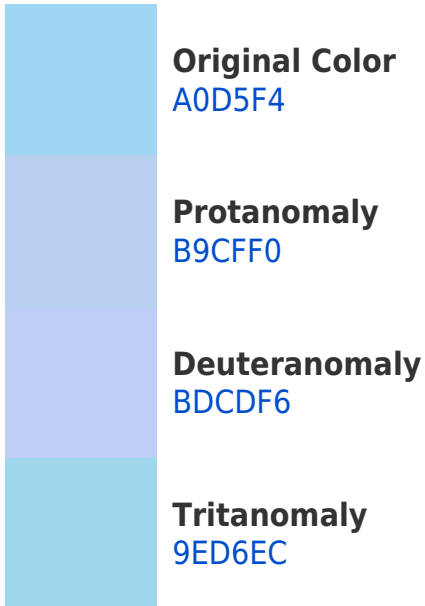 Original Color
A0D5F4
Protanomaly
B9CFF0
Deuteranomaly
BDCDF6
Tritanomaly
9ED6EC